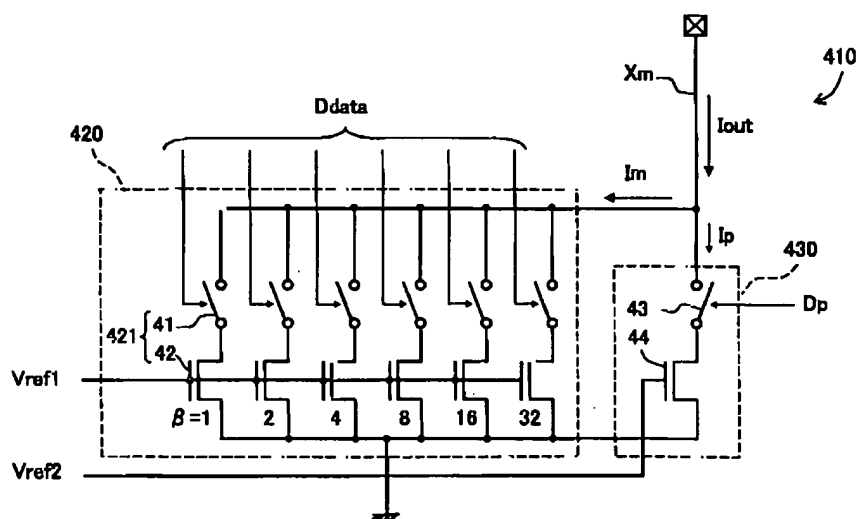 410
Xm
Ddata
Iout
420
Im
Ip
430
43
Dp
421
41
42
44
Vref1
β=1 2 4 8 16 32
Vref2